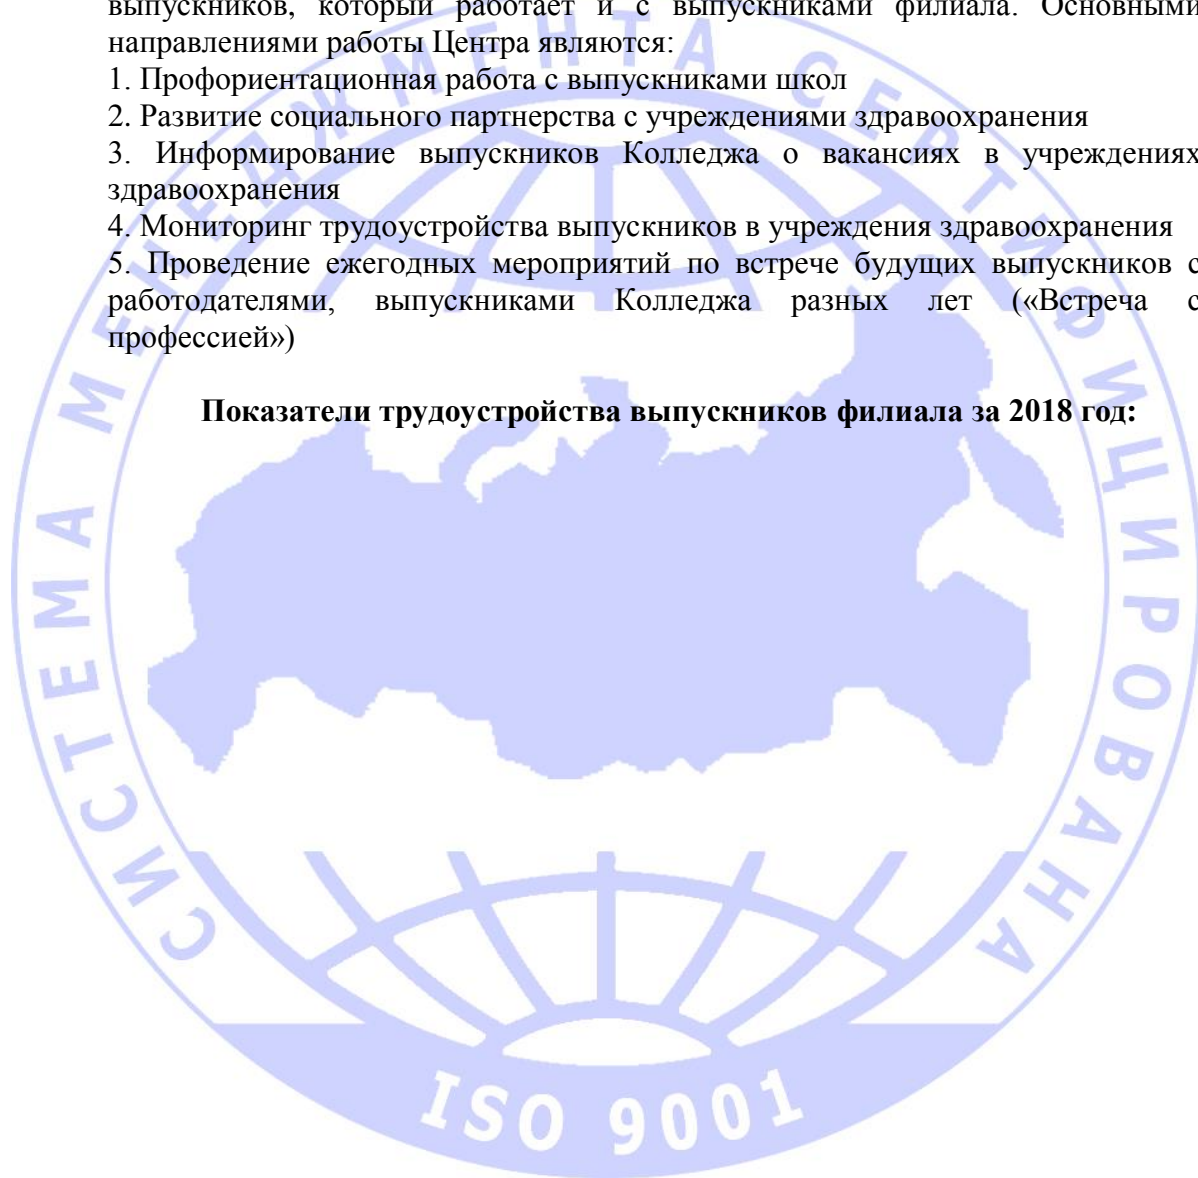 выпускников, который работает и с выпускниками филиала. Основными
направлениями работы Центра являются:
1. Профориентационная работа с выпускниками школ
2. Развитие социального партнерства с учреждениями здравоохранения
3. Информирование выпускников Колледжа о вакансиях в учреждениях
здравоохранения
4. Мониторинг трудоустройства выпускников в учреждения здравоохранения
5. Проведение ежегодных мероприятий по встрече будущих выпускников с
работодателями, выпускниками Колледжа разных лет («Встреча с
профессией»)
Показатели трудоустройства выпускников филиала за 2018 год:
СИСТЕМА МЕНЕДЖМЕНТА СЕРТИФИЦИРОВАНА
ISO 9001